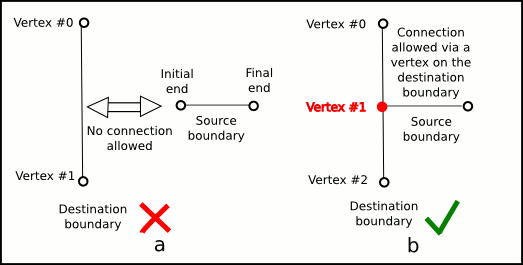 Vertex #0
Initial
end
Final
end
No connection
allowed
Source
boundary
Vertex #1
Destination
boundary
a
Vertex #0
Connection
allowed via a
vertex on the
destination
boundary
Vertex #1
Source
boundary
Vertex #2
Destination
boundary
b